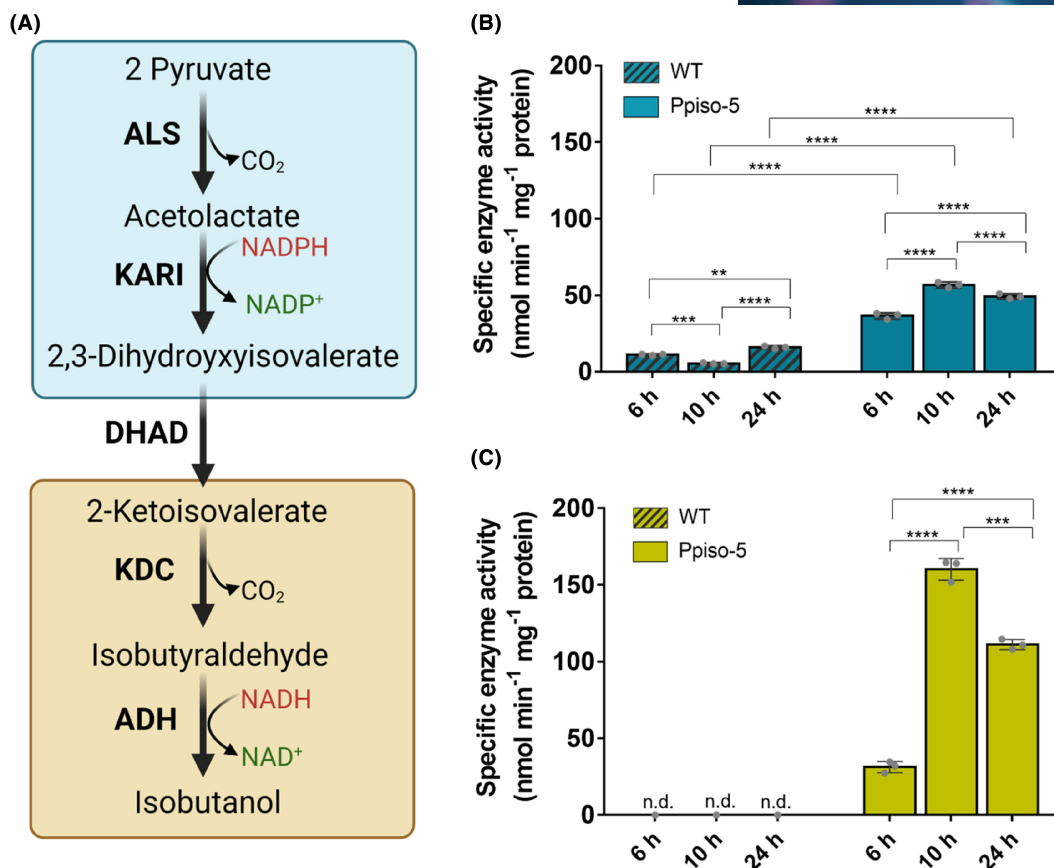 (A)
2 Pyruvate
ALS
CO2
Acetolactate
NADPH
KARI
NADP+
2,3-Dihydroyxyisovalerate
DHAD
2-Ketoisovalerate
KDC
CO2
Isobutyraldehyde
NADH
ADH
NAD+
Isobutanol
(B)
Specific enzyme activity
(nmol min-1 mg-1 protein)
200
150
100
50
0
WT
Ppiso-5
****
****
****
**
***
****
****
****
****
6 h
10 h
24 h
6 h
10 h
24 h
(C)
Specific enzyme activity
(nmol min-1 mg-1 protein)
200
150
100
50
0
WT
Ppiso-5
****
****
***
n.d.
n.d.
n.d.
6 h
10 h
24 h
6 h
10 h
24 h